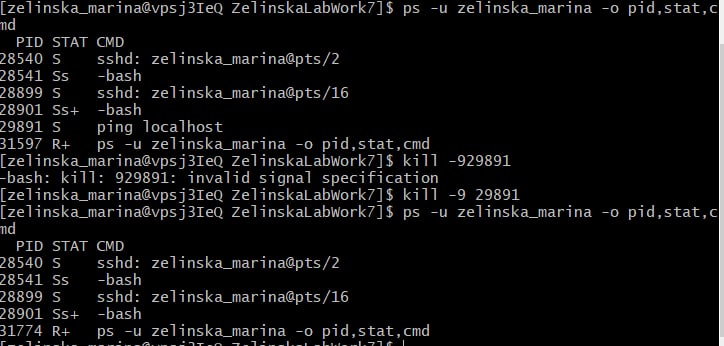 [zelinska_marina@vpsj3IeQ ZelinskaLabWork7]$ ps -u zelinska_marina -o pid,stat,c
md
  PID STAT CMD
28540 S    sshd: zelinska_marina@pts/2
28541 Ss   -bash
28899 S    sshd: zelinska_marina@pts/16
28901 Ss+  -bash
29891 S    ping localhost
31597 R+   ps -u zelinska_marina -o pid,stat,cmd
[zelinska_marina@vpsj3IeQ ZelinskaLabWork7]$ kill -929891
-bash: kill: 929891: invalid signal specification
[zelinska_marina@vpsj3IeQ ZelinskaLabWork7]$ kill -9 29891
[zelinska_marina@vpsj3IeQ ZelinskaLabWork7]$ ps -u zelinska_marina -o pid,stat,c
md
  PID STAT CMD
28540 S    sshd: zelinska_marina@pts/2
28541 Ss   -bash
28899 S    sshd: zelinska_marina@pts/16
28901 Ss+  -bash
31774 R+   ps -u zelinska_marina -o pid,stat,cmd
[zelinska_marina@vpsj3IeQ ZelinskaLabWork7]$